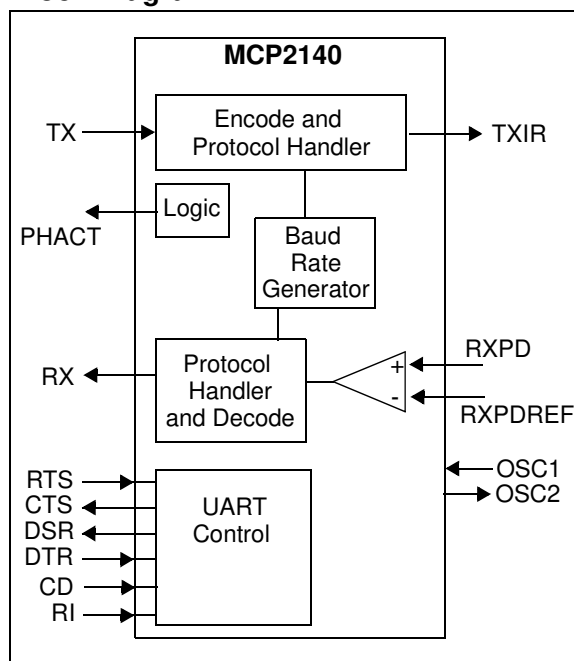 MCP2140
TX
Encode and
Protocol Handler
TXIR
Logic
PHACT
Baud
Rate
Generator
RX
Protocol
Handler
and Decode
+
-
RXPD
RXPDREF
OSC1
OSC2
RTS
CTS
DSR
DTR
CD
RI
UART
Control